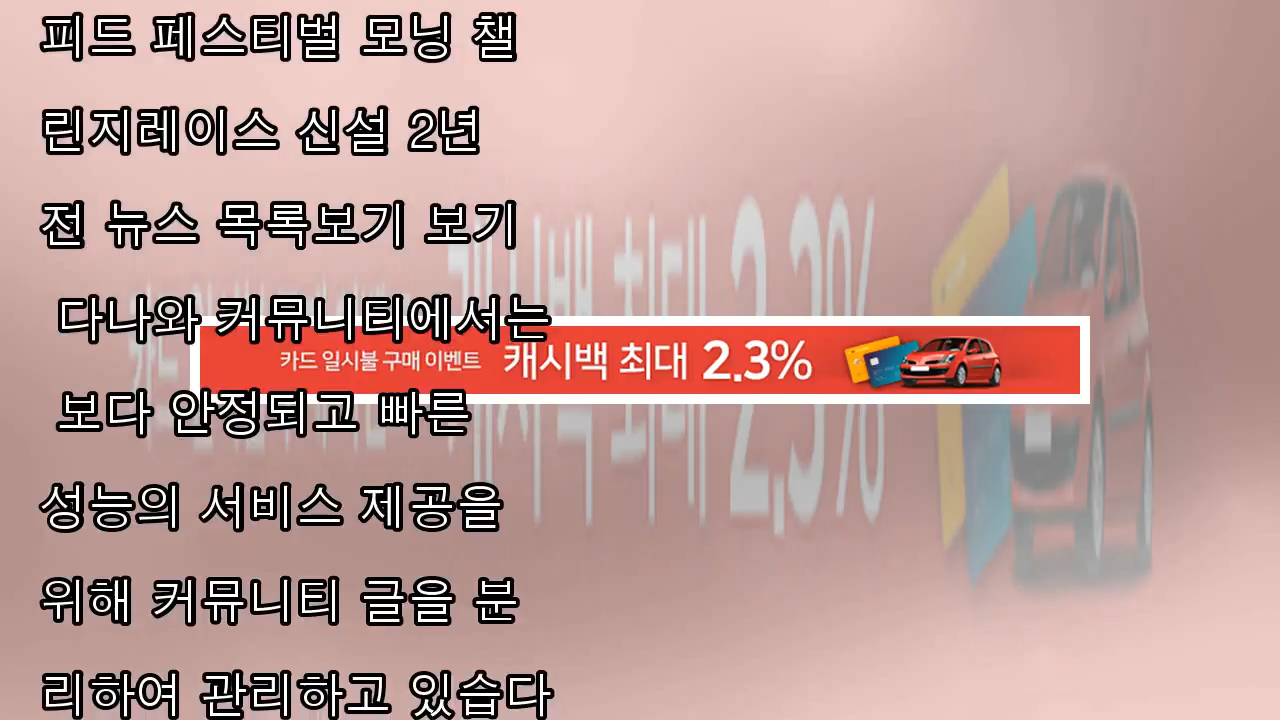 피드 페스티벌 모닝 챌
린지레이스 신설 2년
전 뉴스 목록보기 보기
다나와 커뮤니티에서는
카드 일시불 구매 이벤트 캐시백 최대 2.3%
보다 안정되고 빠른
성능의 서비스 제공을
위해 커뮤니티 글을 분
리하여 관리하고 있습다